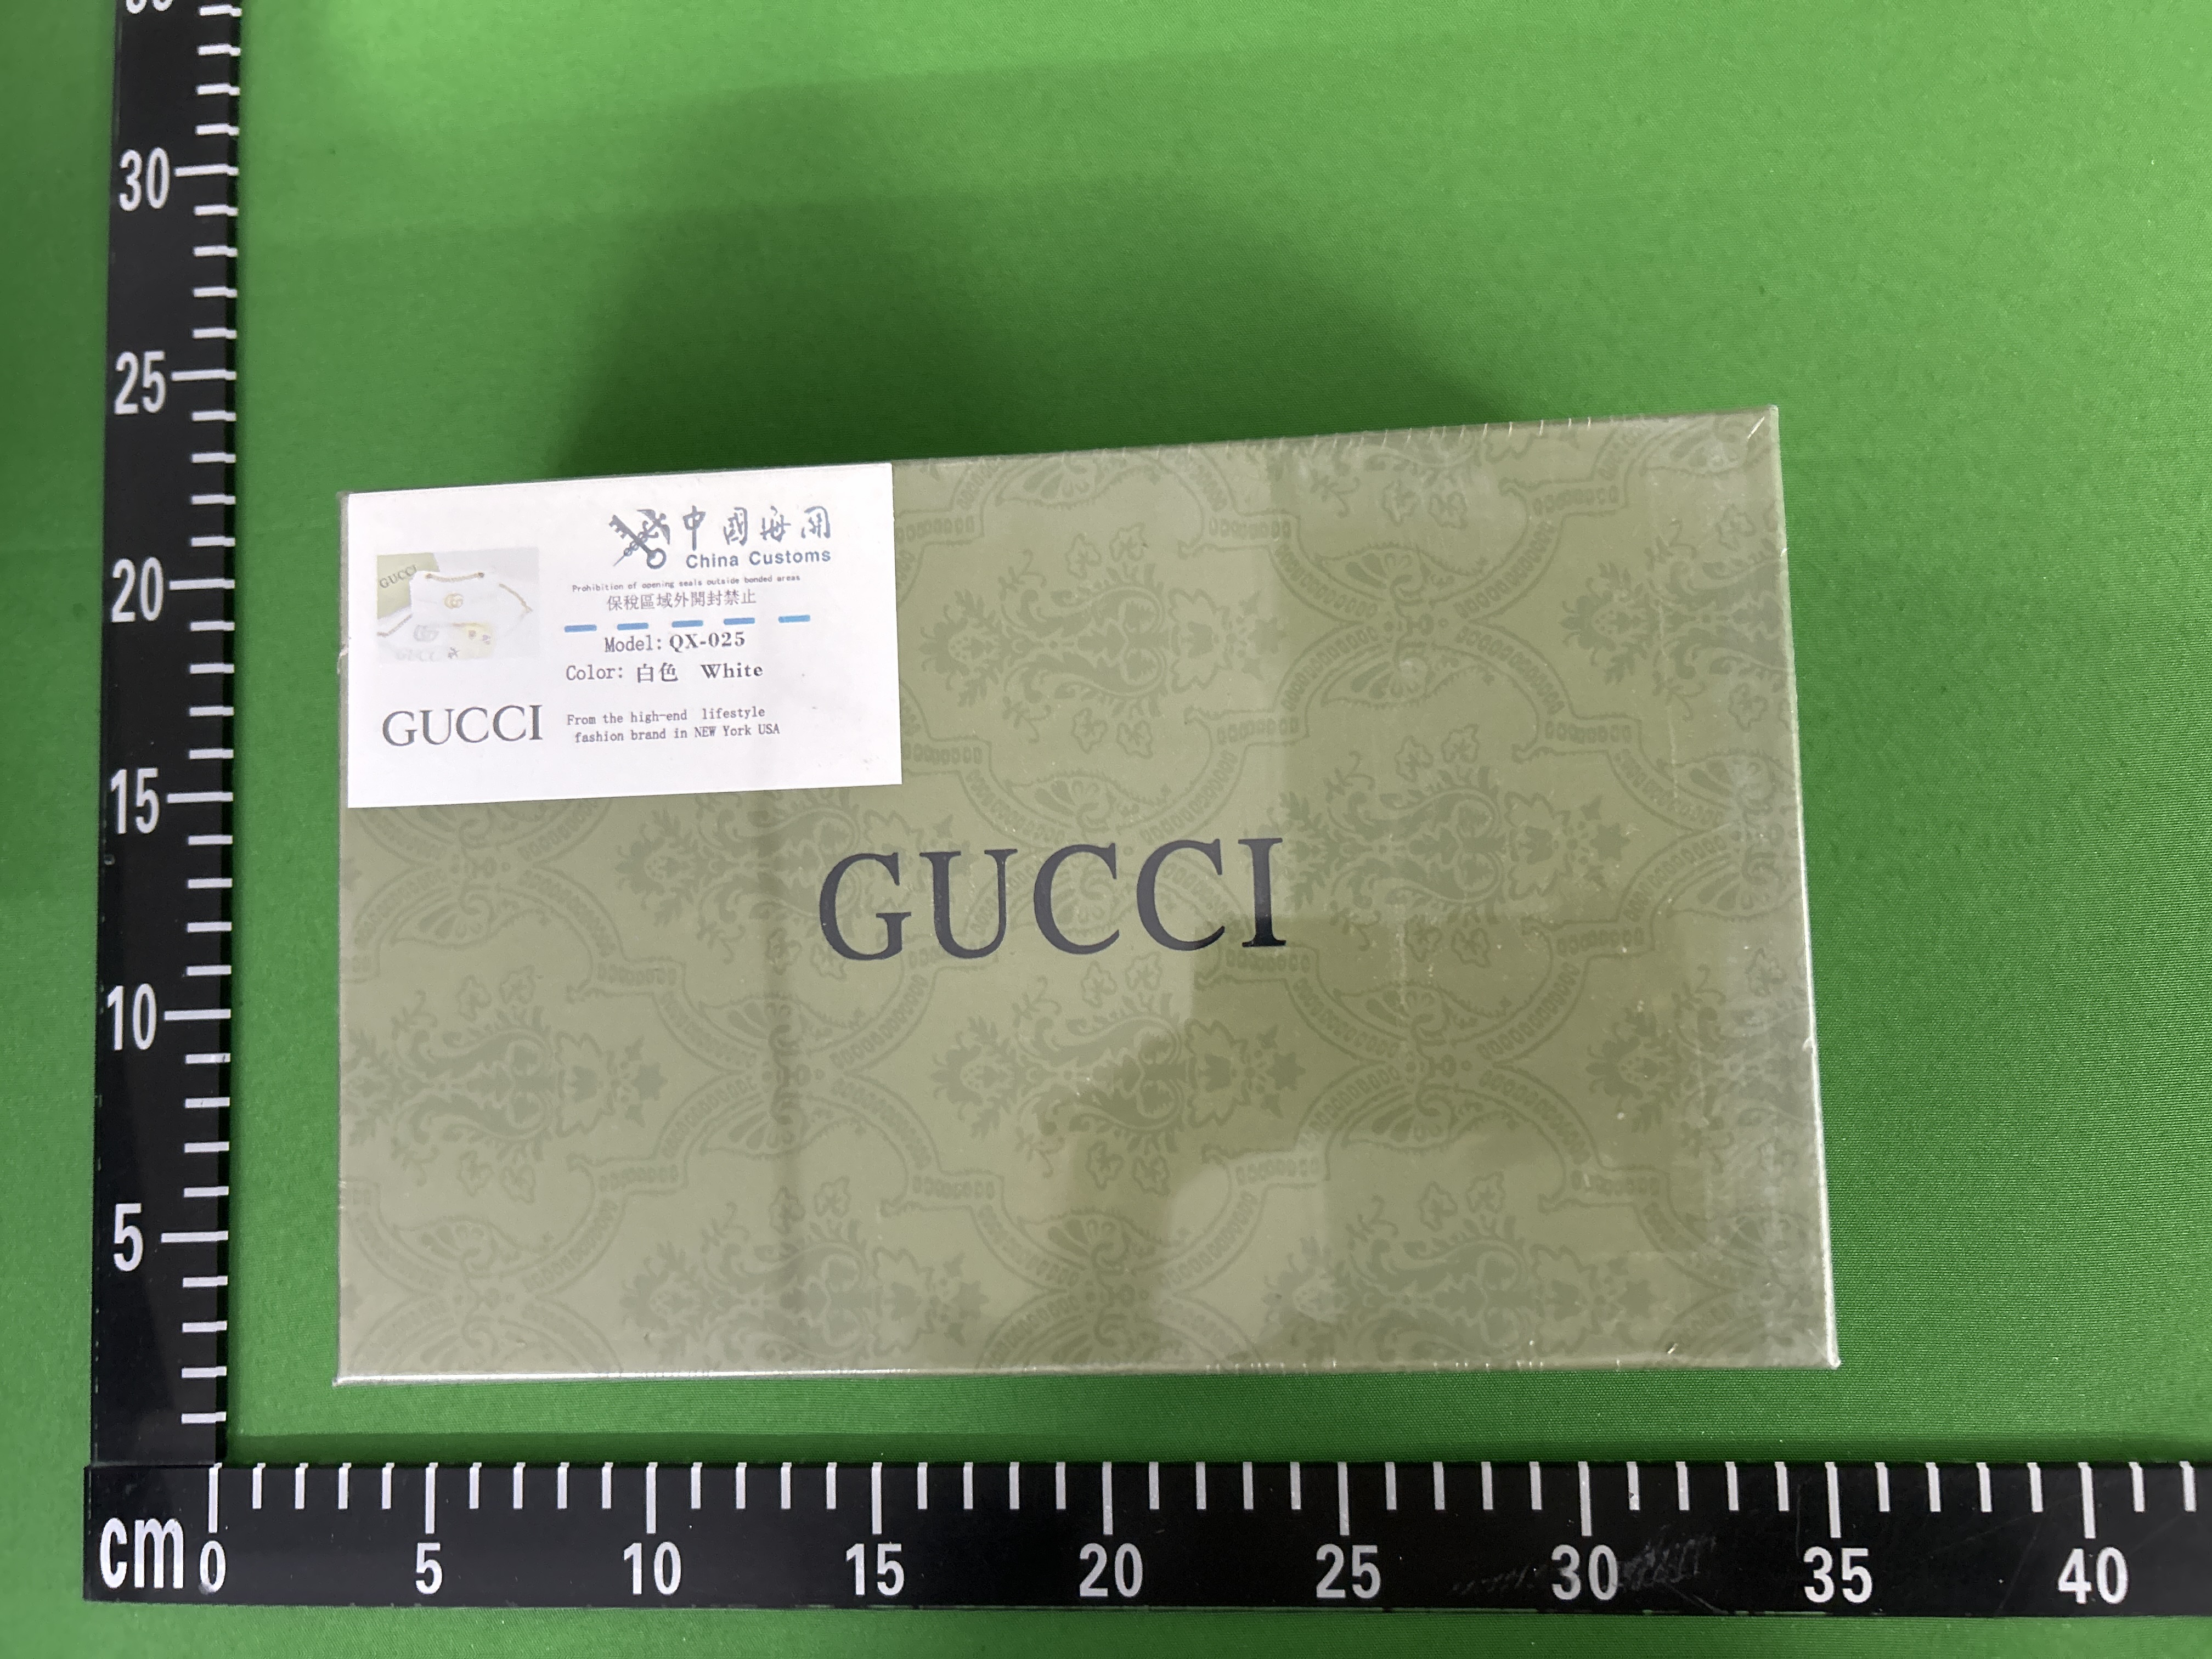 中國海關
China Customs
Prohibition of opening seals outside bonded areas
保稅區域外開封禁止
GUCCI
Model: QX-025
Color: 白色 White
GUCCI
From the high-end lifestyle
fashion brand in NEW York USA
GUCCI
30
25
20
15
10
5
cm
0 5 10 15 20 25 30 35 40